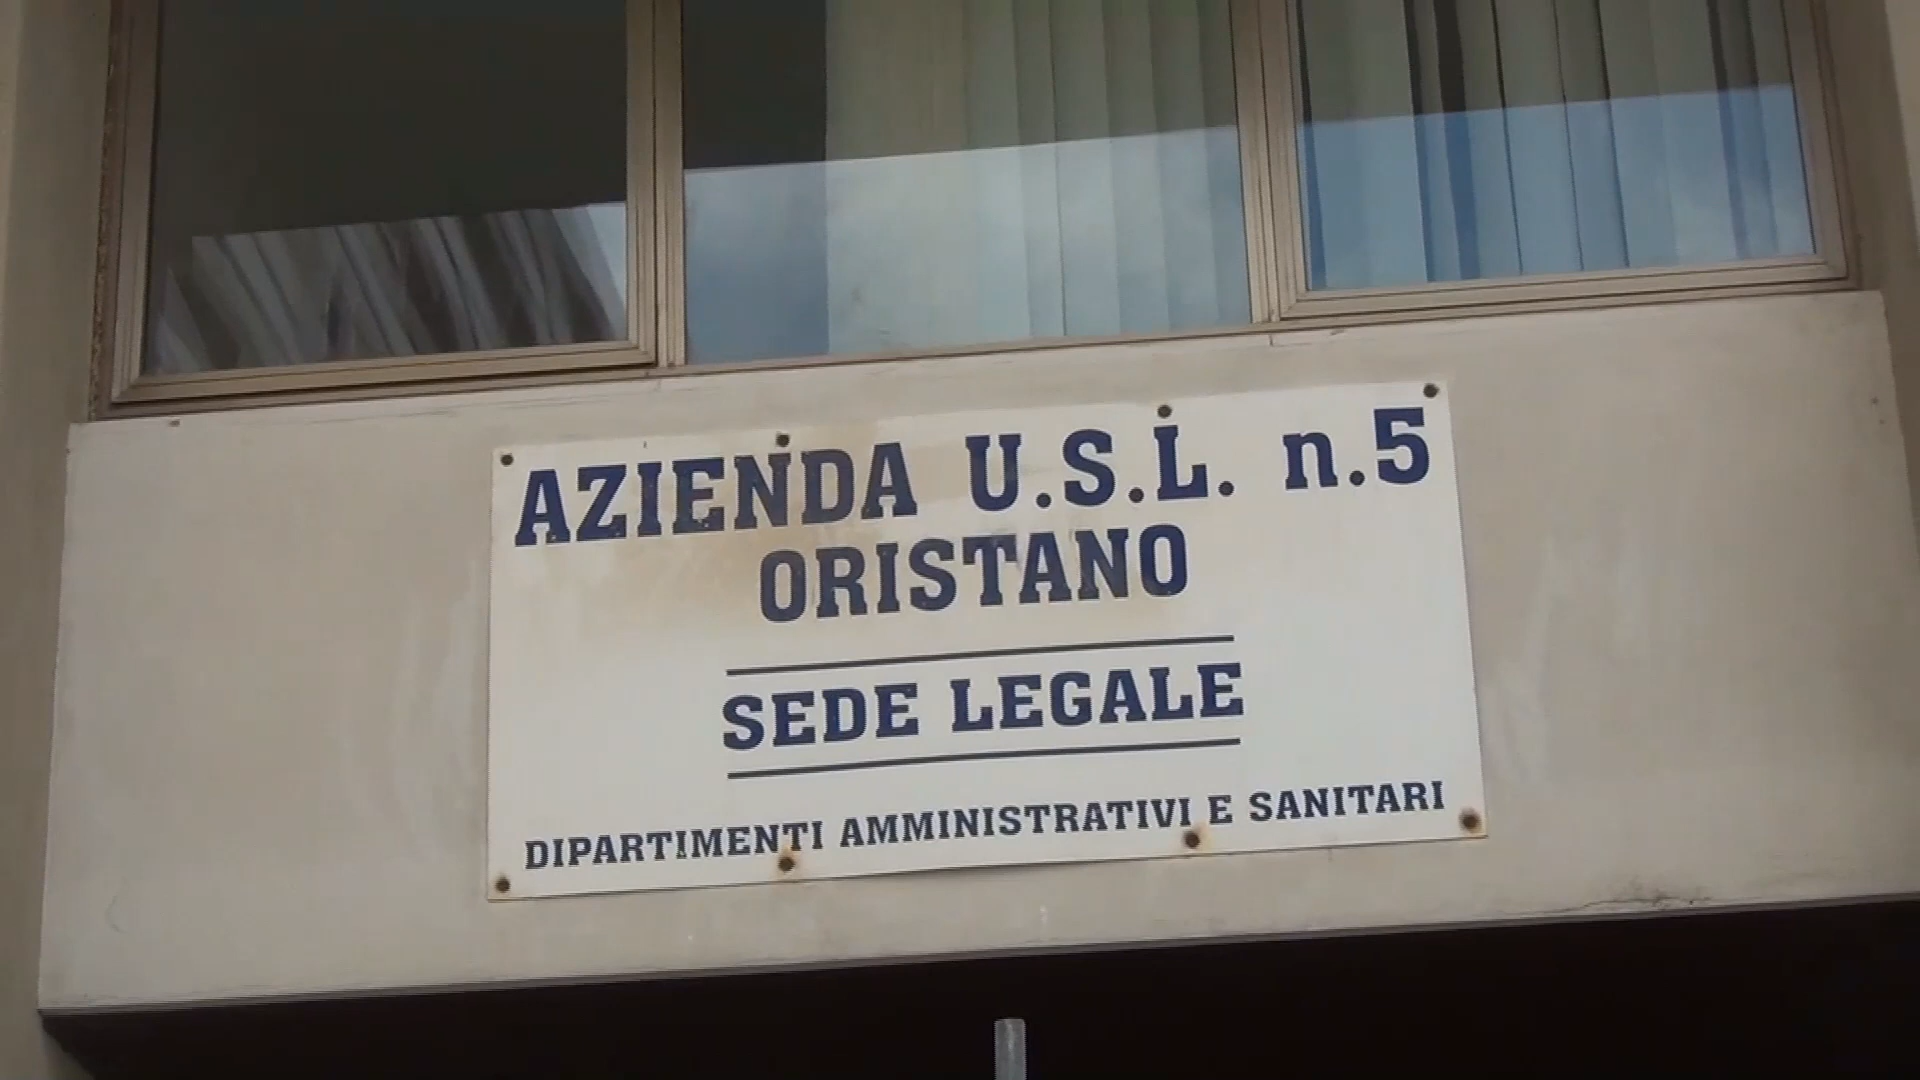 AZIENDA U.S.L. n.5
ORISTANO
SEDE LEGALE
DIPARTIMENTI AMMINISTRATIVI E SANITARI